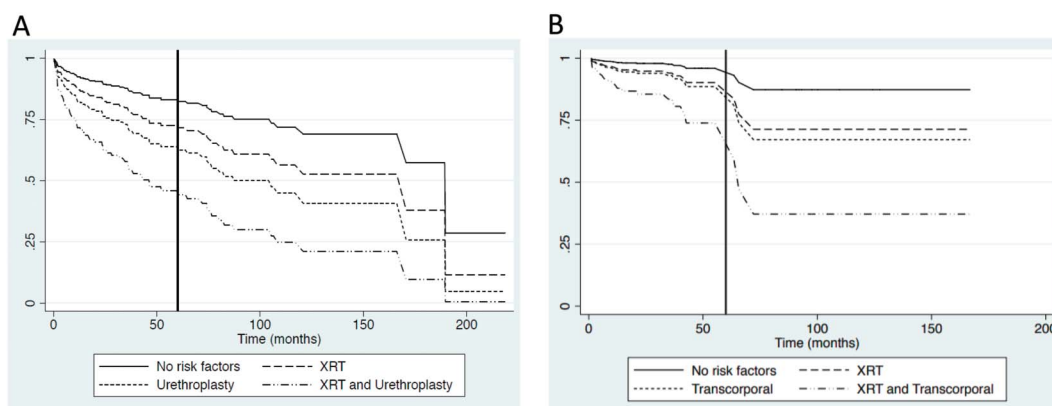 A
1
.75
.5
.25
0
0
50
100
150
200
Time (months)
No risk factors
XRT
Urethroplasty
XRT and Urethroplasty
B
1
.75
.5
.25
0
0
50
100
150
200
Time (months)
No risk factors
XRT
Transcorporal
XRT and Transcorporal